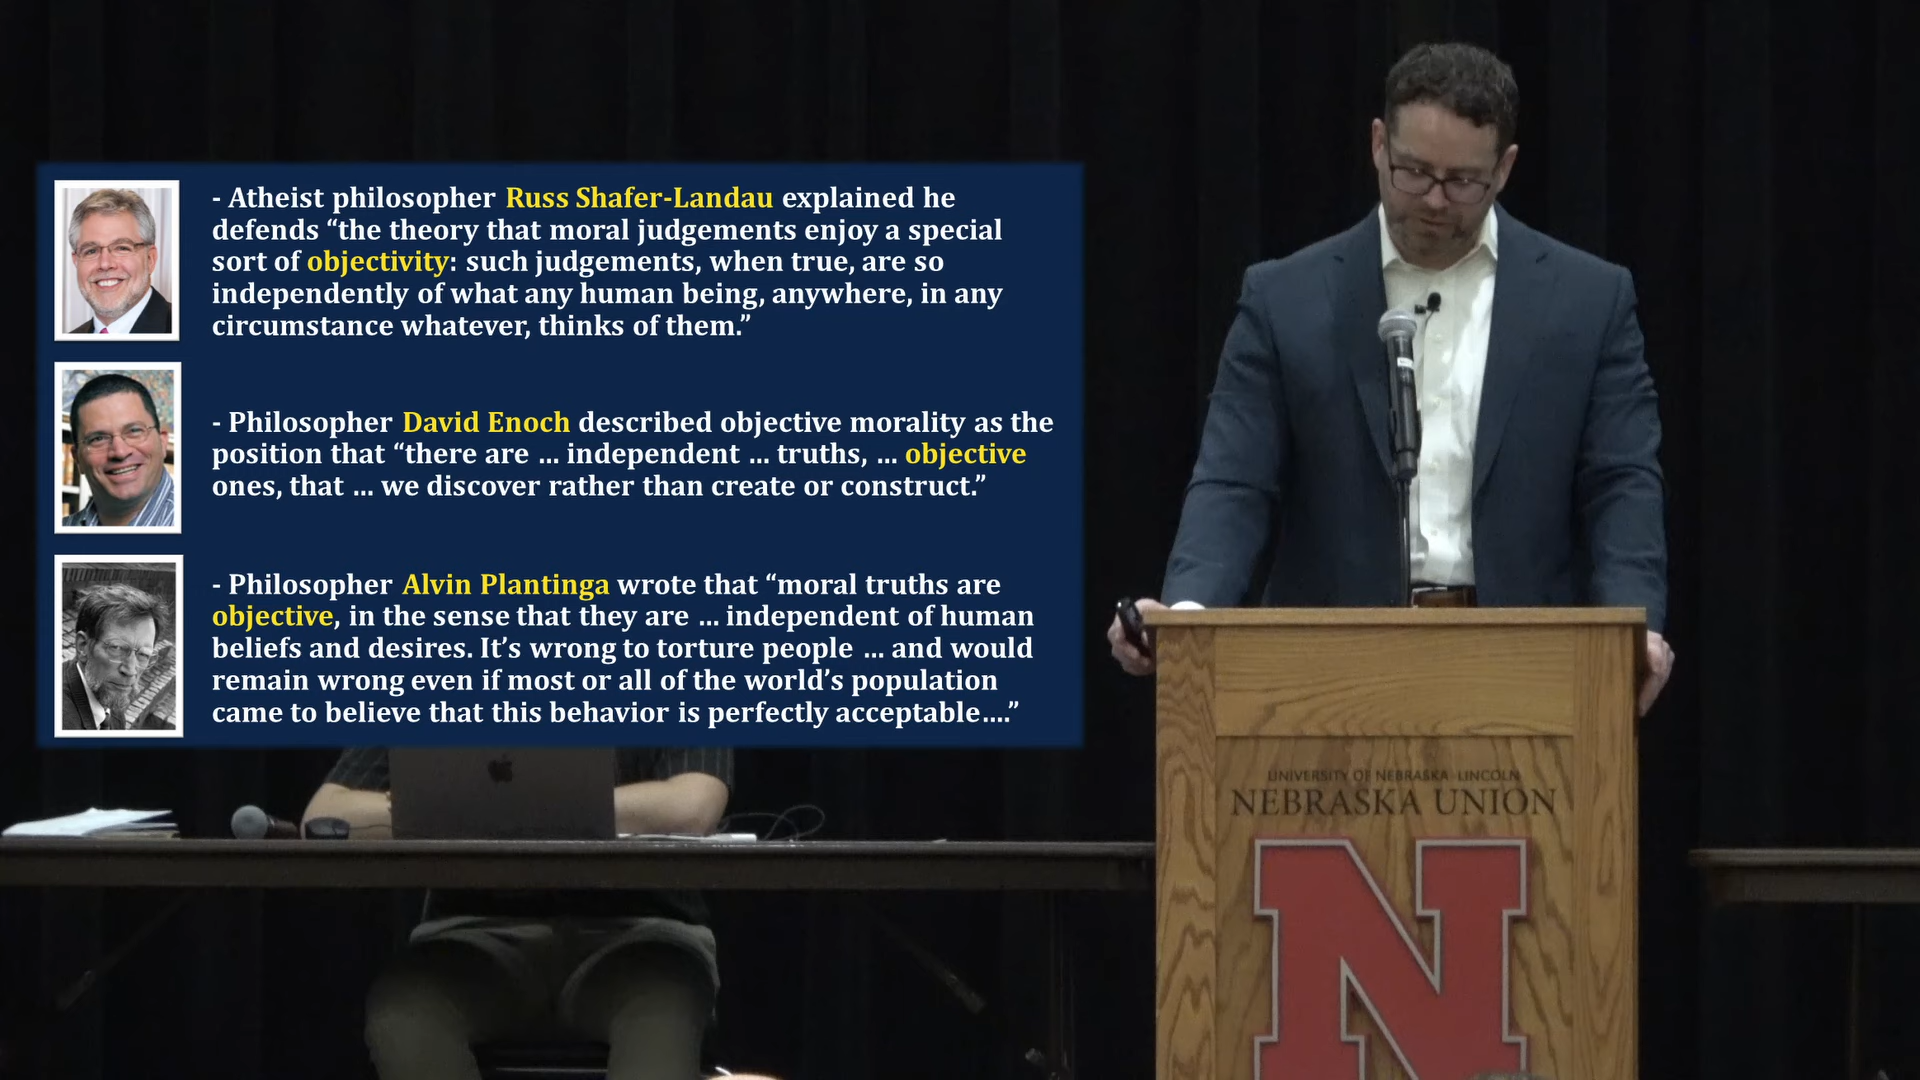 - Atheist philosopher Russ Shafer-Landau explained he
defends “the theory that moral judgements enjoy a special
sort of objectivity: such judgements, when true, are so
independently of what any human being, anywhere, in any
circumstance whatever, thinks of them.”
- Philosopher David Enoch described objective morality as the
position that “there are ... independent ... truths, ... objective
ones, that ... we discover rather than create or construct.”
- Philosopher Alvin Plantinga wrote that “moral truths are
objective, in the sense that they are ... independent of human
beliefs and desires. It’s wrong to torture people ... and would
remain wrong even if most or all of the world’s population
came to believe that this behavior is perfectly acceptable....”
UNIVERSITY OF NEBRASKA LINCOLN
NEBRASKA UNION
N